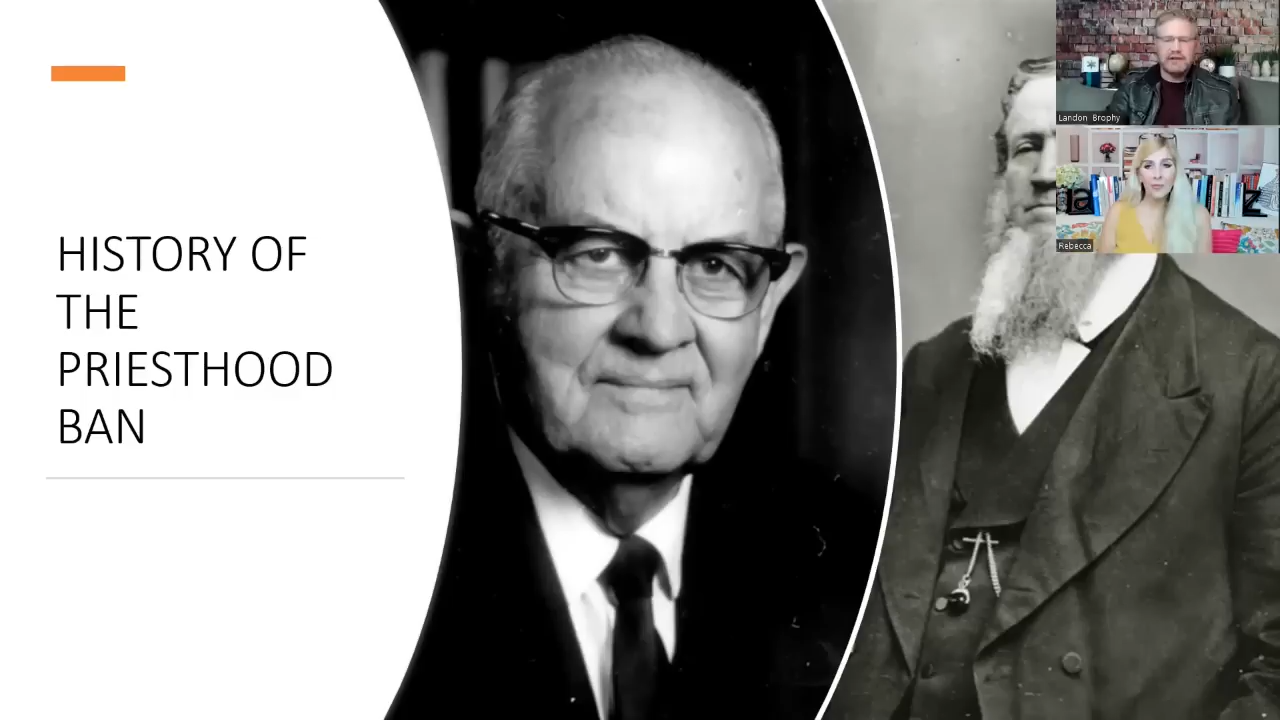 HISTORY OF
THE
PRIESTHOOD
BAN
Landon Brophy
Rebecca